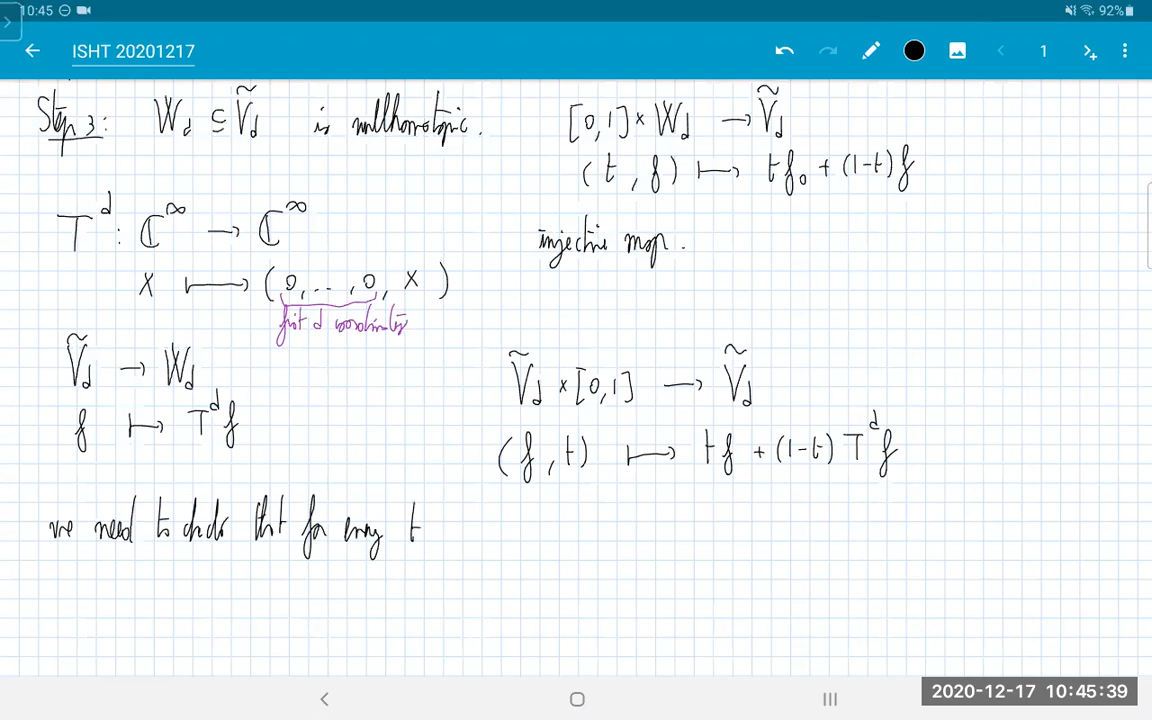 10:45
92%
ISHT 20201217
1
Step 3: W_d ⊆ Ṽ_d is nullhomotopic.
[0,1] × W_d → Ṽ_d
(t, f) ↦ t f_0 + (1-t) f
injective map.
T^d : ℂ^∞ → ℂ^∞
x ↦ (0, ..., 0, x)
first d coordinates
Ṽ_d → W_d
f ↦ T^d f
Ṽ_d × [0,1] → Ṽ_d
(f, t) ↦ t f + (1-t) T^d f
we need to check that for every t
2020-12-17 10:45:39